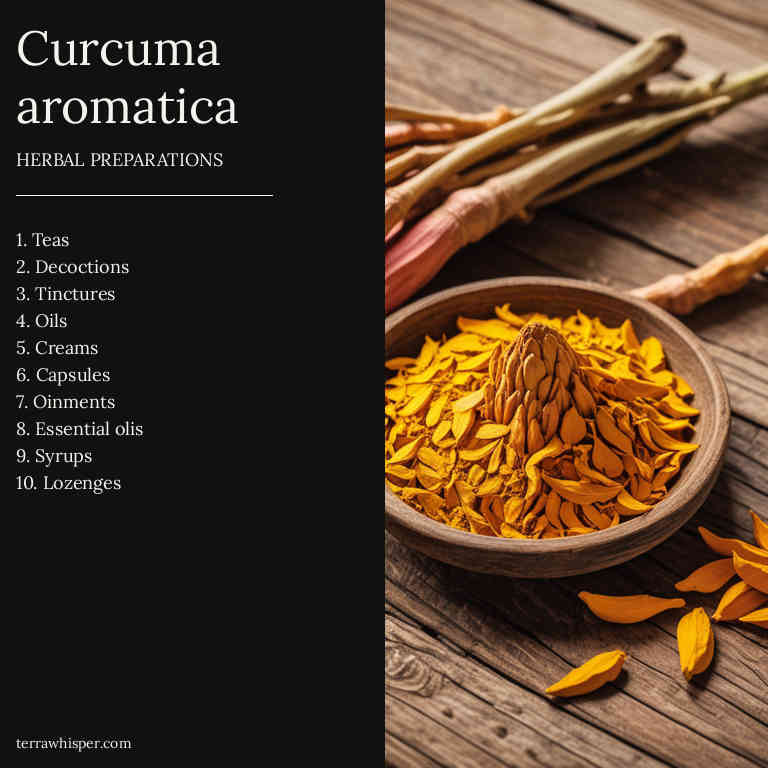 Curcuma
aromatica
HERBAL PREPARATIONS
1. Teas
2. Decoctions
3. Tinctures
4. Oils
5. Creams
6. Capsules
7. Oinments
8. Essential olis
9. Syrups
10. Lozenges
terrawhisper.com